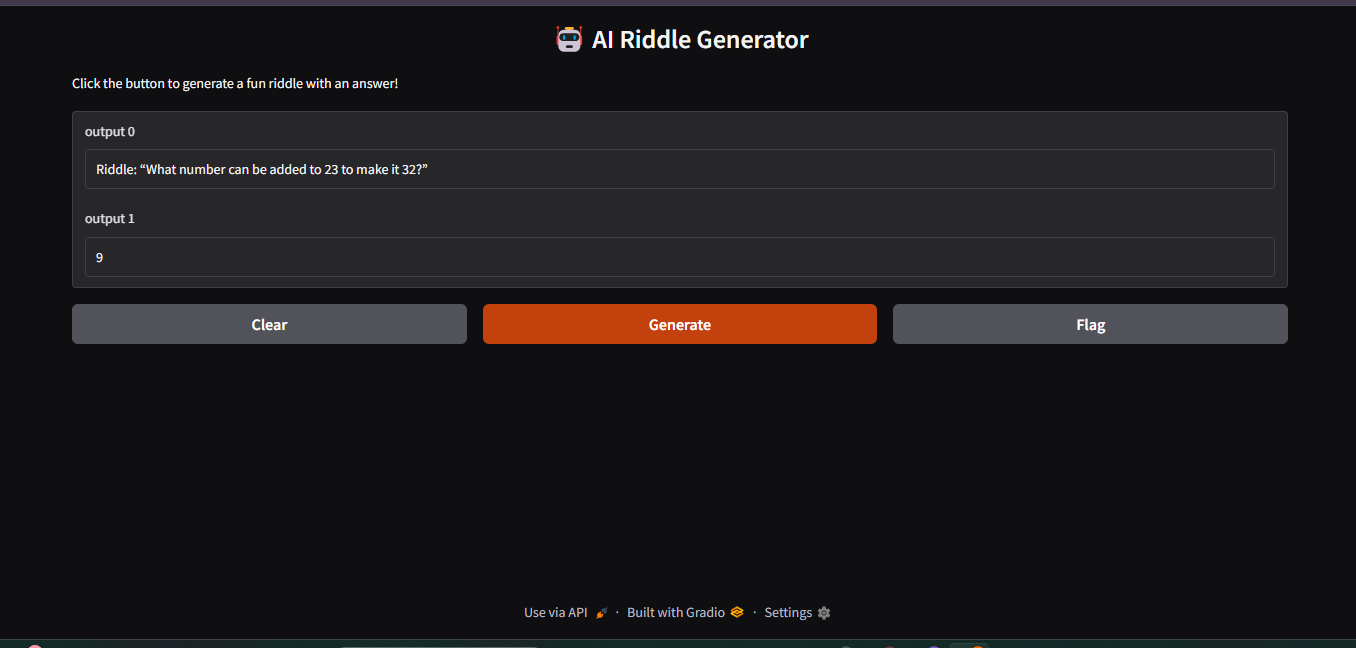 AI Riddle Generator
Click the button to generate a fun riddle with an answer!
output 0
Riddle: “What number can be added to 23 to make it 32?”
output 1
9
Clear
Generate
Flag
Use via API · Built with Gradio · Settings